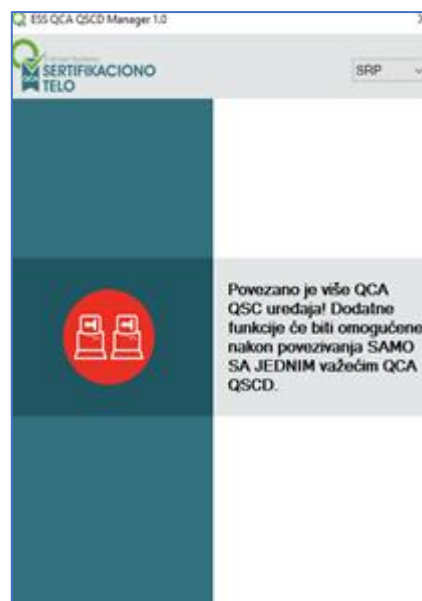 ESS QCA QSCD Manager 1.0
SERTIFIKACIONO
TELO
SRP
Povezano je više QCA
QSC uređaja! Dodatne
funkcije će biti omogućene
nakon povezivanja SAMO
SA JEDNIM važećim QCA
QSCD.